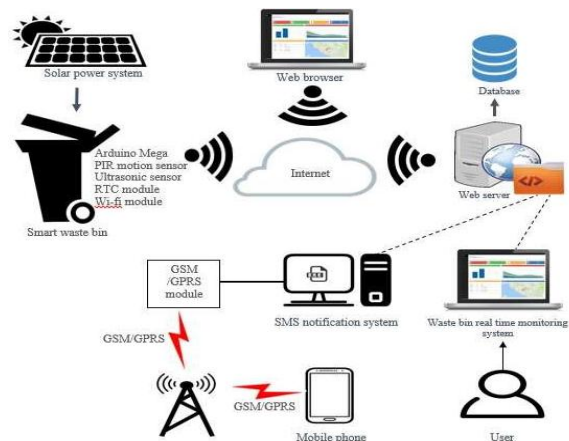 Solar power system
Web browser
Database
Arduino Mega
PIR motion sensor
Ultrasonic sensor
RTC module
Wi-fi module
Smart waste bin
Internet
Web server
</>
GSM
/GPRS
module
SMS notification system
Waste bin real time monitoring
system
GSM/GPRS
GSM/GPRS
Mobile phone
User